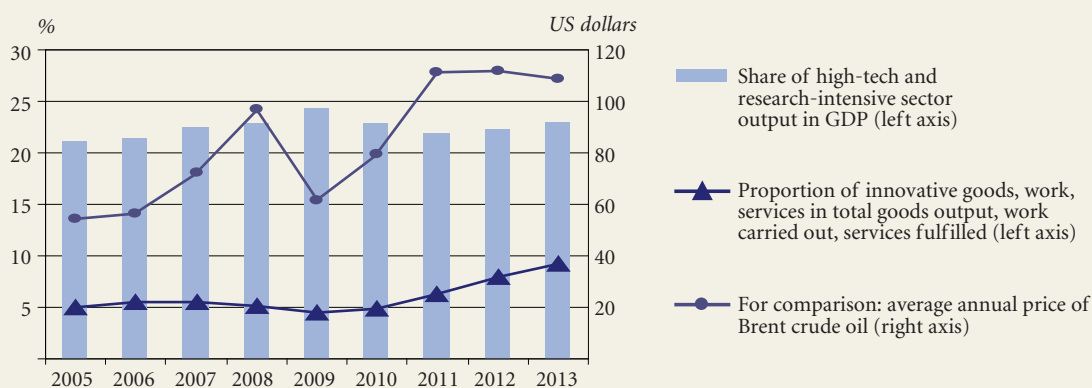 % US dollars
30 120
25 100
20 80
15 60
10 40
5 20
2005 2006 2007 2008 2009 2010 2011 2012 2013
Share of high-tech and
research-intensive sector
output in GDP (left axis)
Proportion of innovative goods, work,
services in total goods output, work
carried out, services fulfilled (left axis)
For comparison: average annual price of
Brent crude oil (right axis)